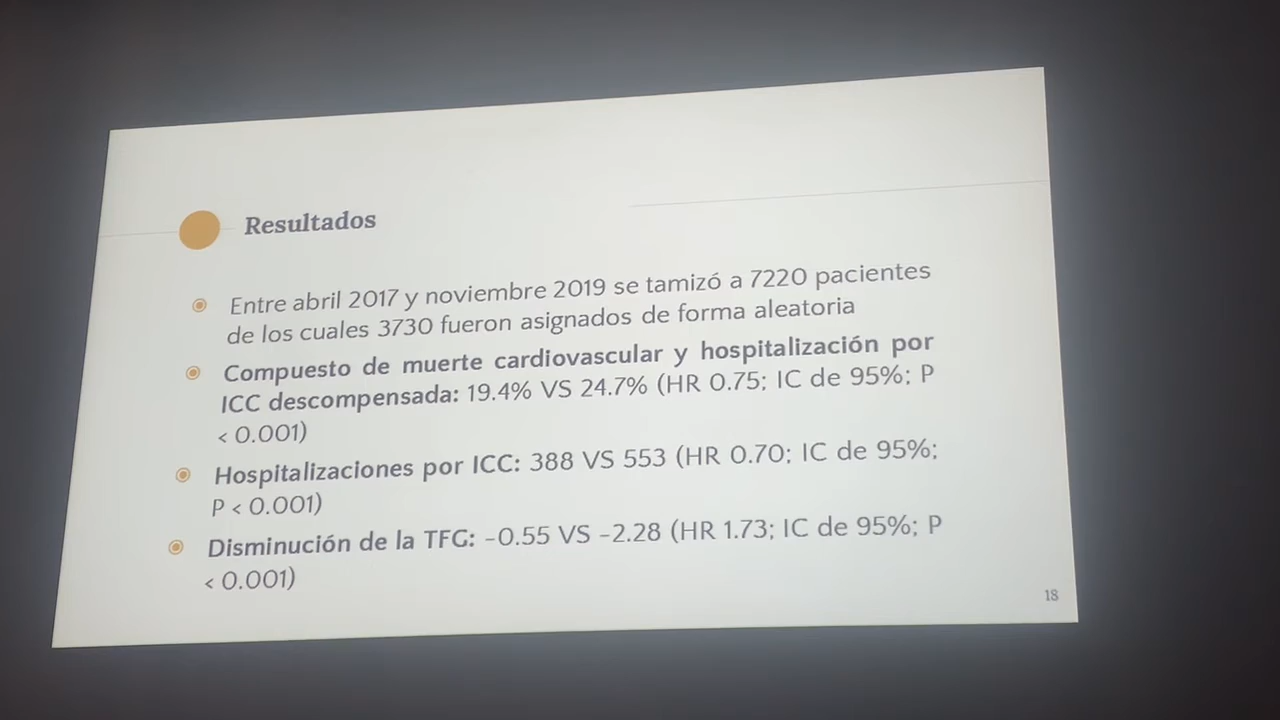 Resultados
Entre abril 2017 y noviembre 2019 se tamizó a 7220 pacientes
de los cuales 3730 fueron asignados de forma aleatoria
Compuesto de muerte cardiovascular y hospitalización por
ICC descompensada: 19.4% VS 24.7% (HR 0.75; IC de 95%; P
< 0.001)
Hospitalizaciones por ICC: 388 VS 553 (HR 0.70; IC de 95%;
P < 0.001)
Disminución de la TFG: -0.55 VS -2.28 (HR 1.73; IC de 95%; P
< 0.001)
18